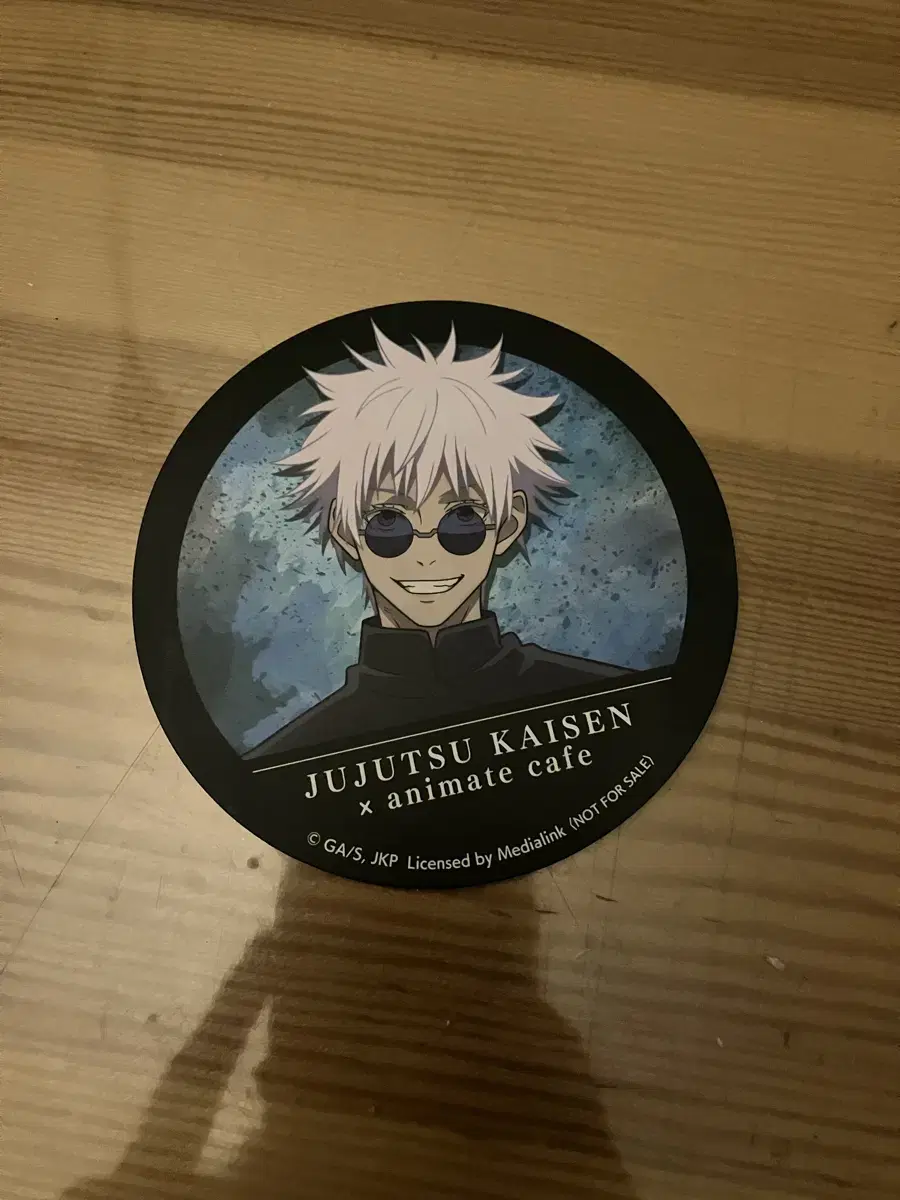 JUJUTSU KAISEN
× animate cafe
© GA/S, JKP Licensed by Medialink (NOT FOR SALE)